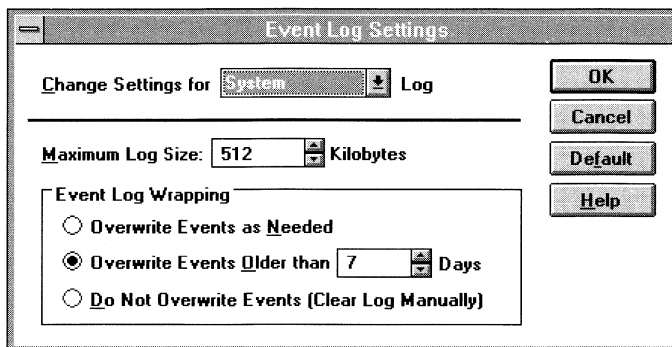 Event Log Settings
Change Settings for System Log
OK
Cancel
Maximum Log Size: 512 Kilobytes
Default
Event Log Wrapping
Help
Overwrite Events as Needed
Overwrite Events Older than 7 Days
Do Not Overwrite Events (Clear Log Manually)